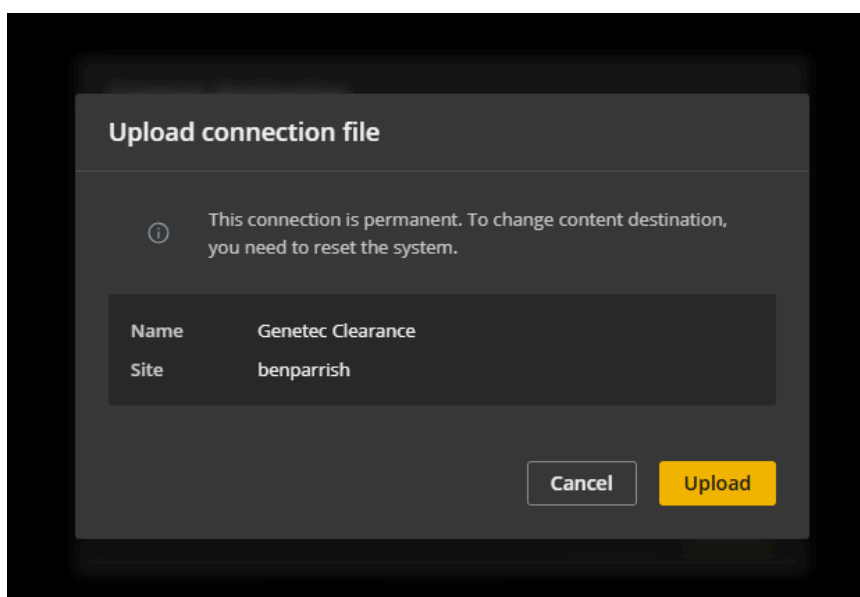 Upload connection file
This connection is permanent. To change content destination,
you need to reset the system.
Name Genetec Clearance
Site benparrish
Cancel Upload